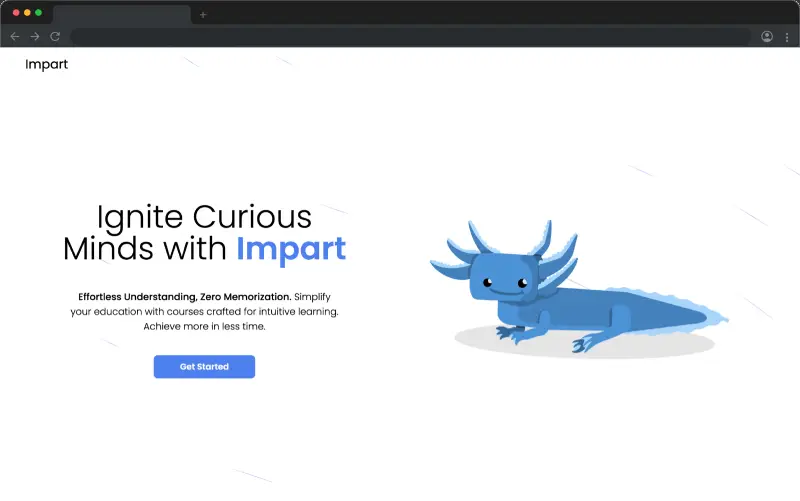 Impart
Ignite Curious
Minds with Impart
Effortless Understanding, Zero Memorization. Simplify
your education with courses crafted for intuitive learning.
Achieve more in less time.
Get Started